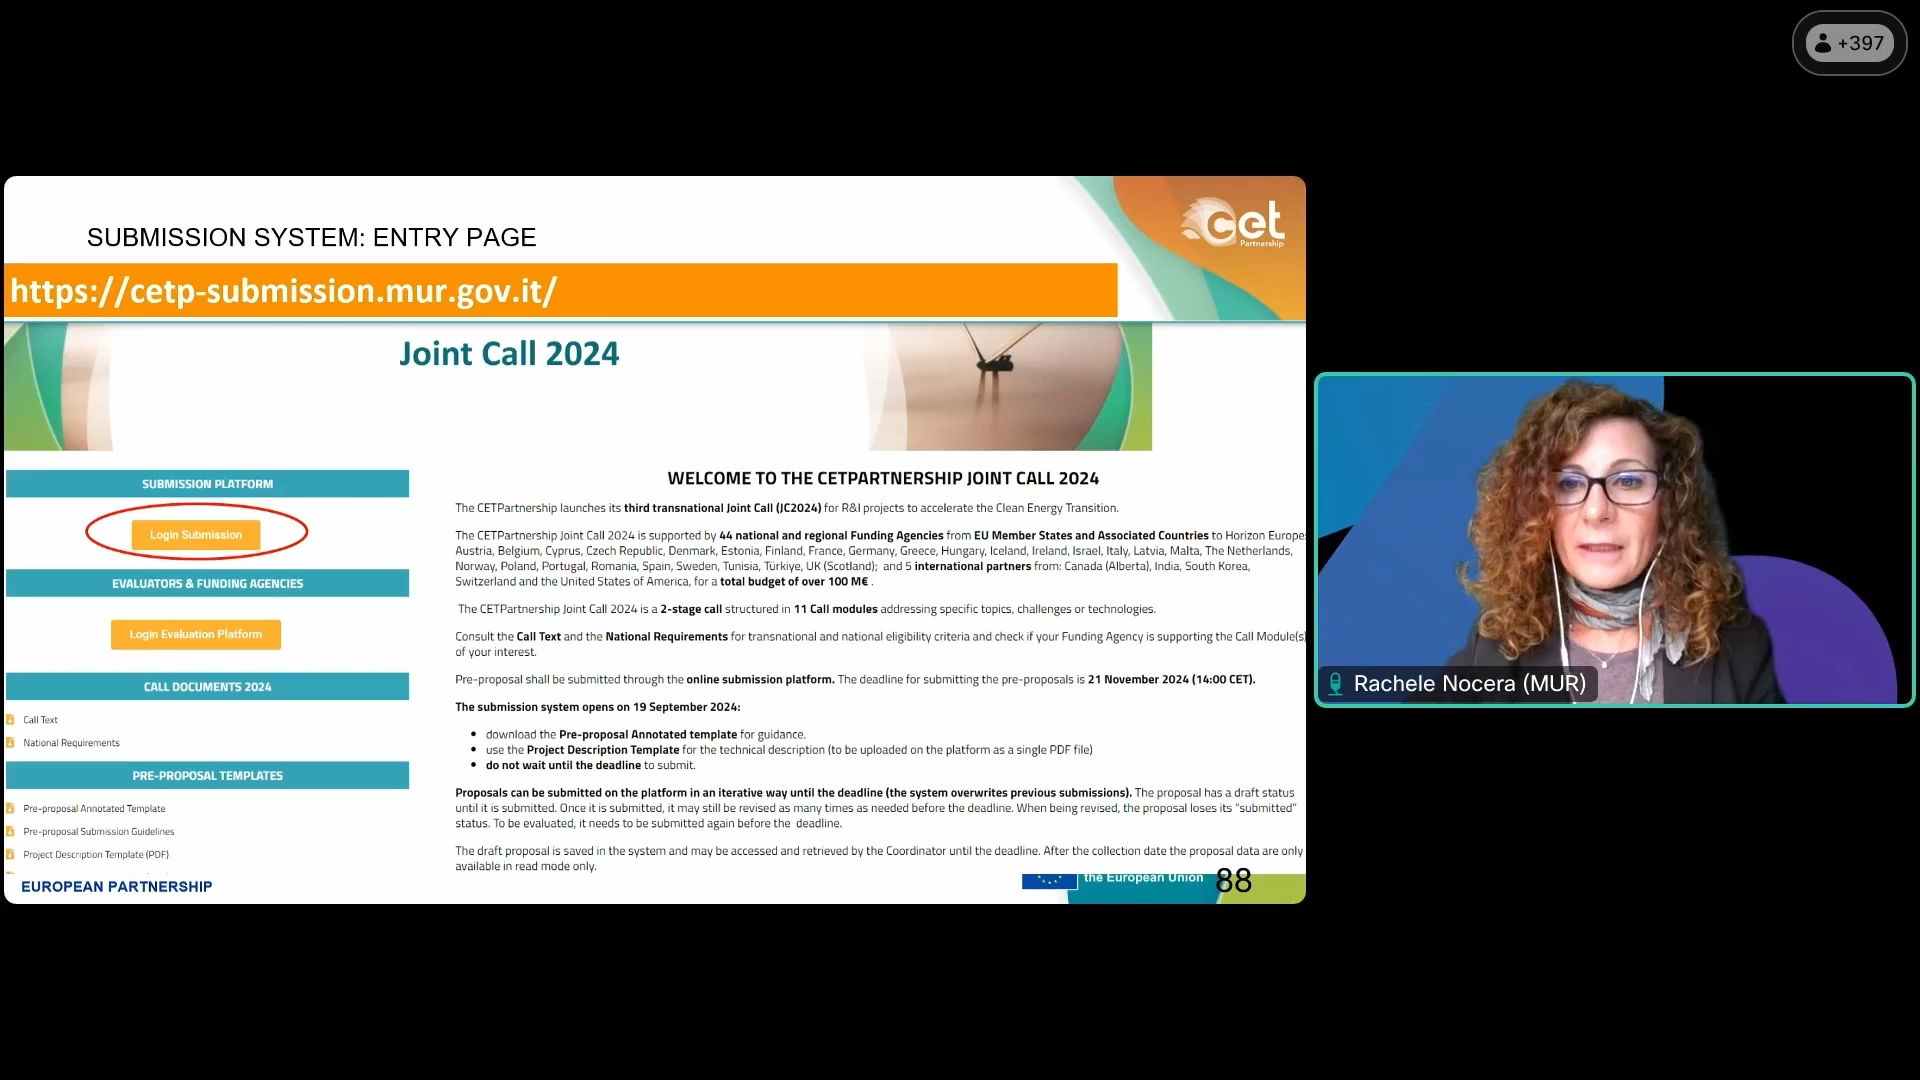 +397
cet
Partnership
SUBMISSION SYSTEM: ENTRY PAGE
https://cetp-submission.mur.gov.it/
Joint Call 2024
SUBMISSION PLATFORM
Login Submission
EVALUATORS & FUNDING AGENCIES
Login Evaluation Platform
CALL DOCUMENTS 2024
Call Text
National Requirements
PRE-PROPOSAL TEMPLATES
Pre-proposal Annotated Template
Pre-proposal Submission Guidelines
Project Description Template (PDF)
WELCOME TO THE CETPARTNERSHIP JOINT CALL 2024
The CETPartnership launches its third transnational Joint Call (JC2024) for R&I projects to accelerate the Clean Energy Transition.
The CETPartnership Joint Call 2024 is supported by 44 national and regional Funding Agencies from EU Member States and Associated Countries to Horizon Europe:
Austria, Belgium, Cyprus, Czech Republic, Denmark, Estonia, Finland, France, Germany, Greece, Hungary, Iceland, Ireland, Israel, Italy, Latvia, Malta, The Netherlands,
Norway, Poland, Portugal, Romania, Spain, Sweden, Tunisia, Türkiye, UK (Scotland); and 5 international partners from: Canada (Alberta), India, South Korea,
Switzerland and the United States of America, for a total budget of over 100 M€ .
The CETPartnership Joint Call 2024 is a 2-stage call structured in 11 Call modules addressing specific topics, challenges or technologies.
Consult the Call Text and the National Requirements for transnational and national eligibility criteria and check if your Funding Agency is supporting the Call Module(s)
of your interest.
Pre-proposal shall be submitted through the online submission platform. The deadline for submitting the pre-proposals is 21 November 2024 (14:00 CET).
The submission system opens on 19 September 2024:
• download the Pre-proposal Annotated template for guidance.
• use the Project Description Template for the technical description (to be uploaded on the platform as a single PDF file)
• do not wait until the deadline to submit.
Proposals can be submitted on the platform in an iterative way until the deadline (the system overwrites previous submissions). The proposal has a draft status
until it is submitted. Once it is submitted, it may still be revised as many times as needed before the deadline. When being revised, the proposal loses its "submitted"
status. To be evaluated, it needs to be submitted again before the deadline.
The draft proposal is saved in the system and may be accessed and retrieved by the Coordinator until the deadline. After the collection date the proposal data are only
available in read mode only.
EUROPEAN PARTNERSHIP
the European Union
88
Rachele Nocera (MUR)